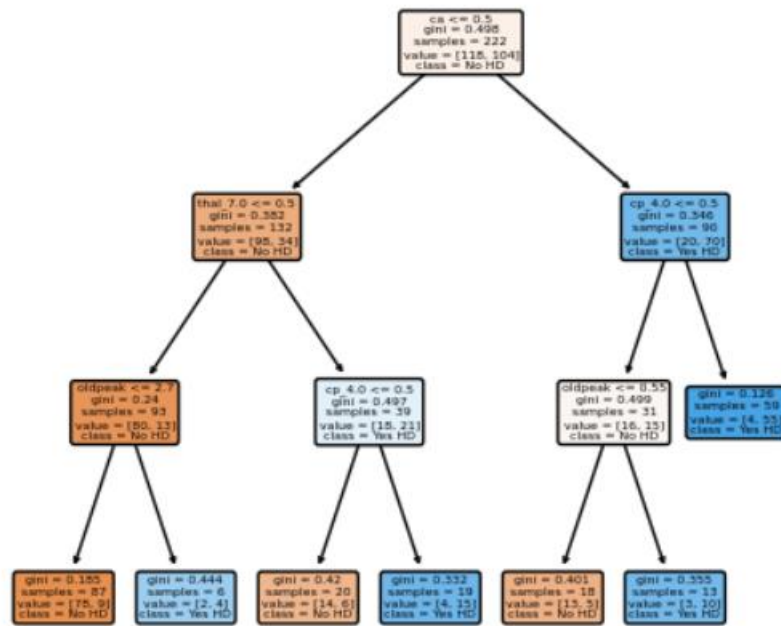 ca <= 0.5
gini = 0.498
samples = 222
value = [118, 104]
class = No HD
thal_7.0 <= 0.5
gini = 0.382
samples = 132
value = [98, 34]
class = No HD
cp_4.0 <= 0.5
gini = 0.346
samples = 90
value = [20, 70]
class = Yes HD
oldpeak <= 2.7
gini = 0.24
samples = 93
value = [80, 13]
class = No HD
cp_4.0 <= 0.5
gini = 0.497
samples = 39
value = [18, 21]
class = Yes HD
oldpeak <= 0.55
gini = 0.499
samples = 31
value = [16, 15]
class = No HD
gini = 0.126
samples = 59
value = [4, 55]
class = Yes HD
gini = 0.185
samples = 87
value = [78, 9]
class = No HD
gini = 0.444
samples = 6
value = [2, 4]
class = Yes HD
gini = 0.42
samples = 20
value = [14, 6]
class = No HD
gini = 0.332
samples = 19
value = [4, 15]
class = Yes HD
gini = 0.401
samples = 18
value = [13, 5]
class = No HD
gini = 0.355
samples = 13
value = [3, 10]
class = Yes HD